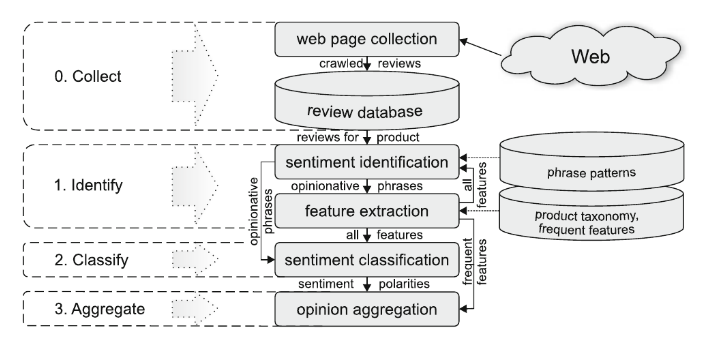 web page collection
Web
crawled reviews
0. Collect
review database
reviews for product
sentiment identification
phrase patterns
1. Identify
opinionative phrases
all
features
opinionative
phrases
feature extraction
product taxonomy,
frequent features
all features
frequent
features
2. Classify
sentiment classification
sentiment polarities
3. Aggregate
opinion aggregation